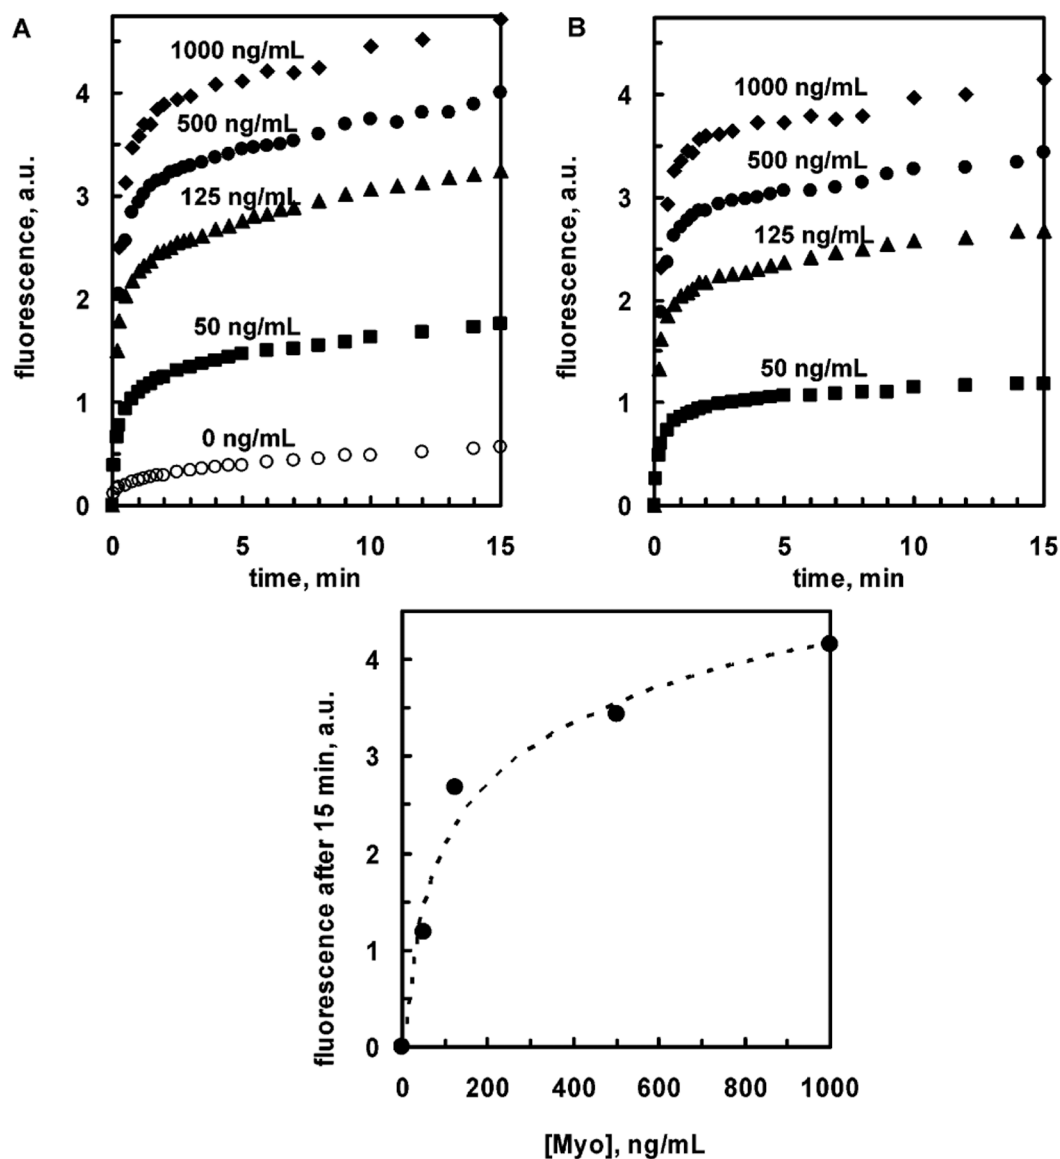 A
1000 ng/mL
500 ng/mL
125 ng/mL
50 ng/mL
0 ng/mL
4
3
2
1
0
fluorescence, a.u.
0 5 10 15
time, min
B
1000 ng/mL
500 ng/mL
125 ng/mL
50 ng/mL
4
3
2
1
0
fluorescence, a.u.
0 5 10 15
time, min
4
3
2
1
0
fluorescence after 15 min, a.u.
0 200 400 600 800 1000
[Myo], ng/mL